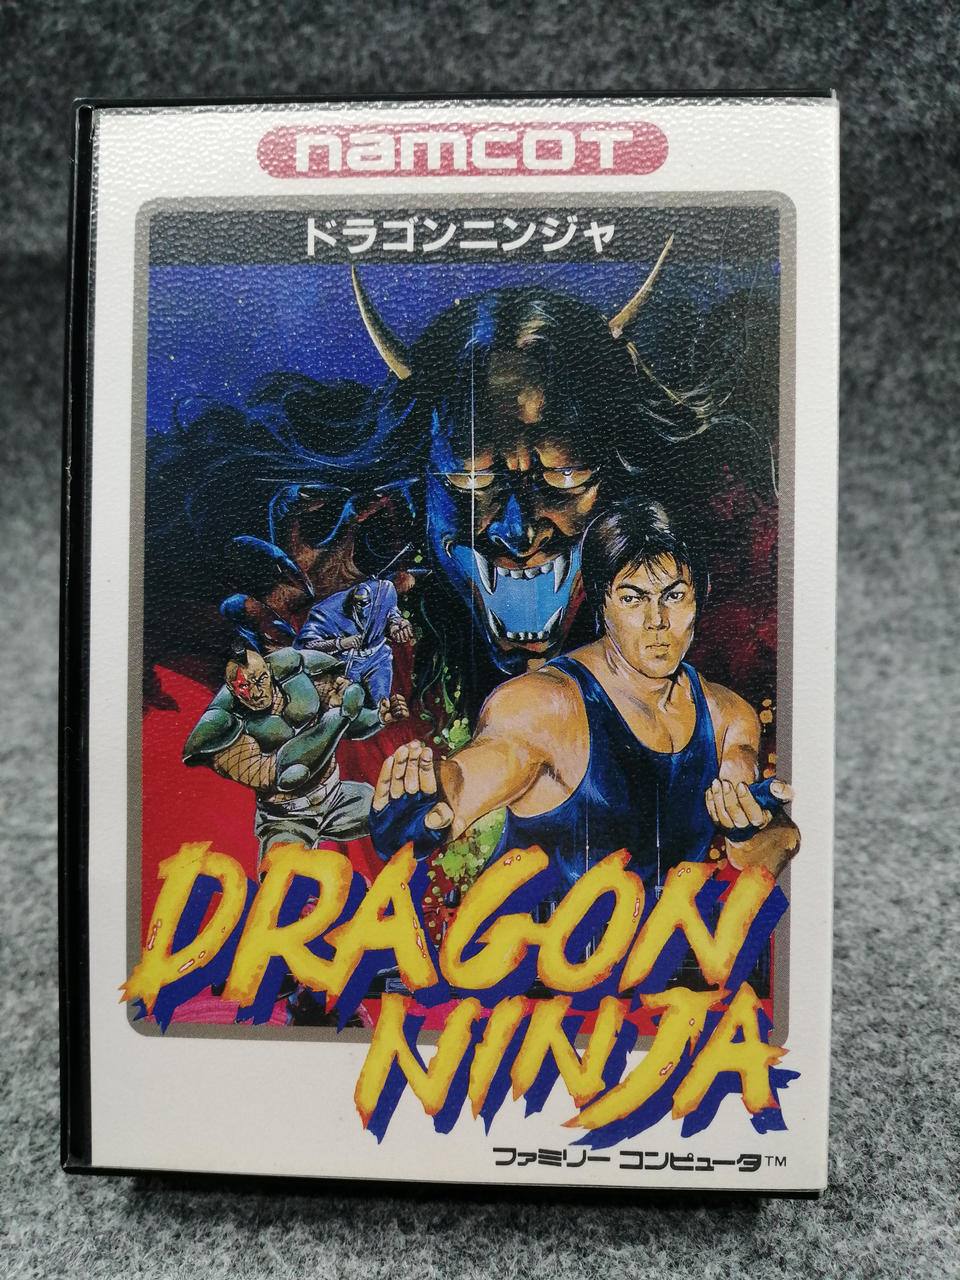 namcot
ドラゴンニンジャ
DRAGON
NINJA
ファミリー コンピュータ™